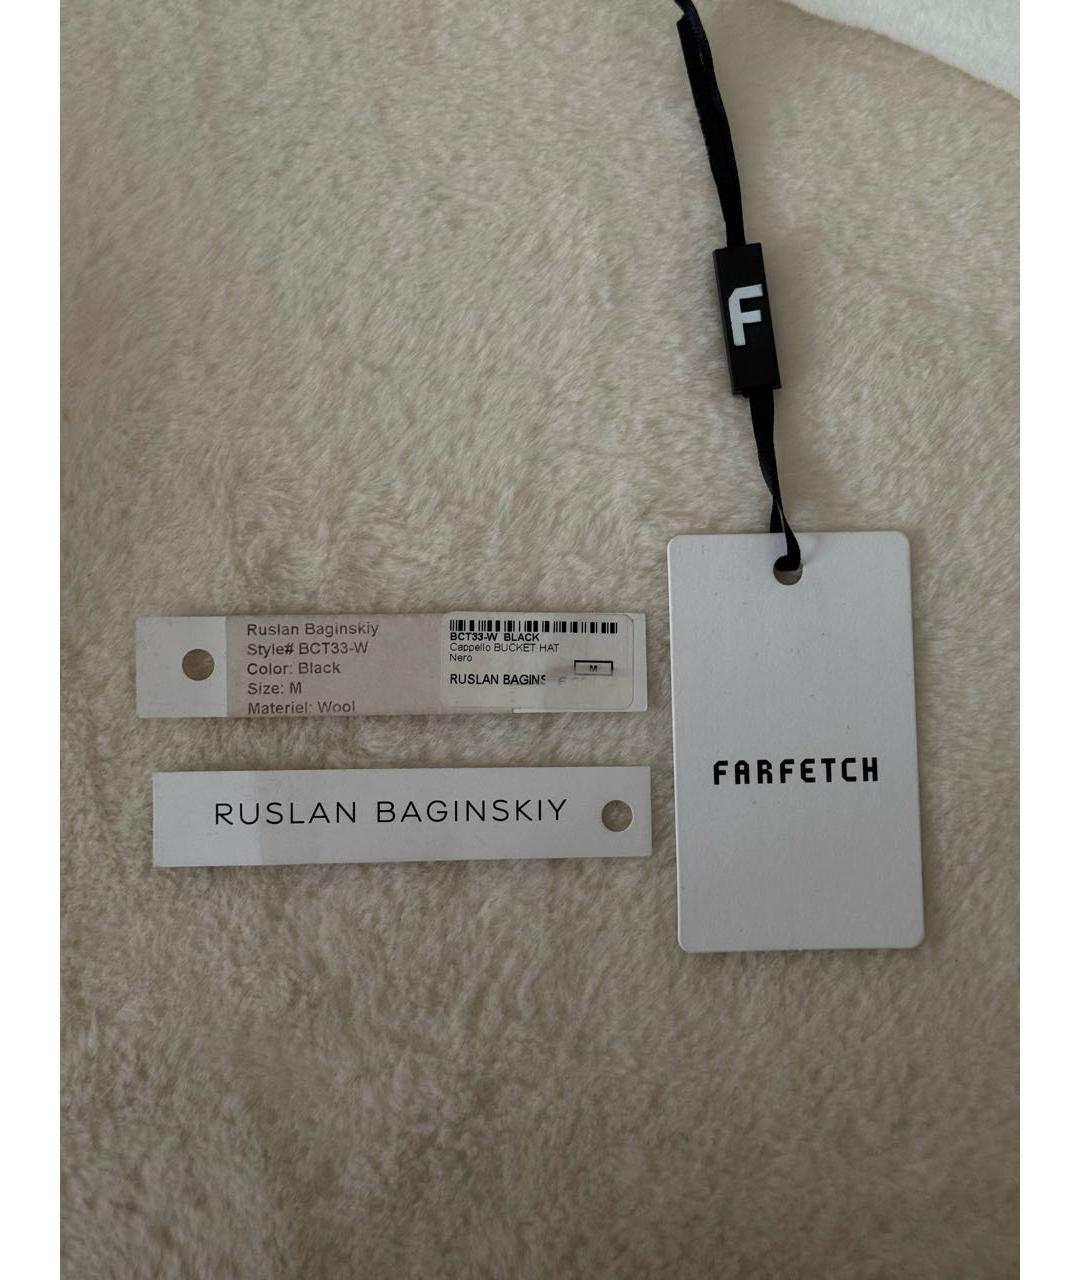 F
Ruslan Baginskiy
Style# BCT33-W
Color: Black
Size: M
Materiel: Wool
BCT33-W BLACK
Cappello BUCKET HAT
Nero
M
RUSLAN BAGINS
RUSLAN BAGINSKIY
FARFETCH